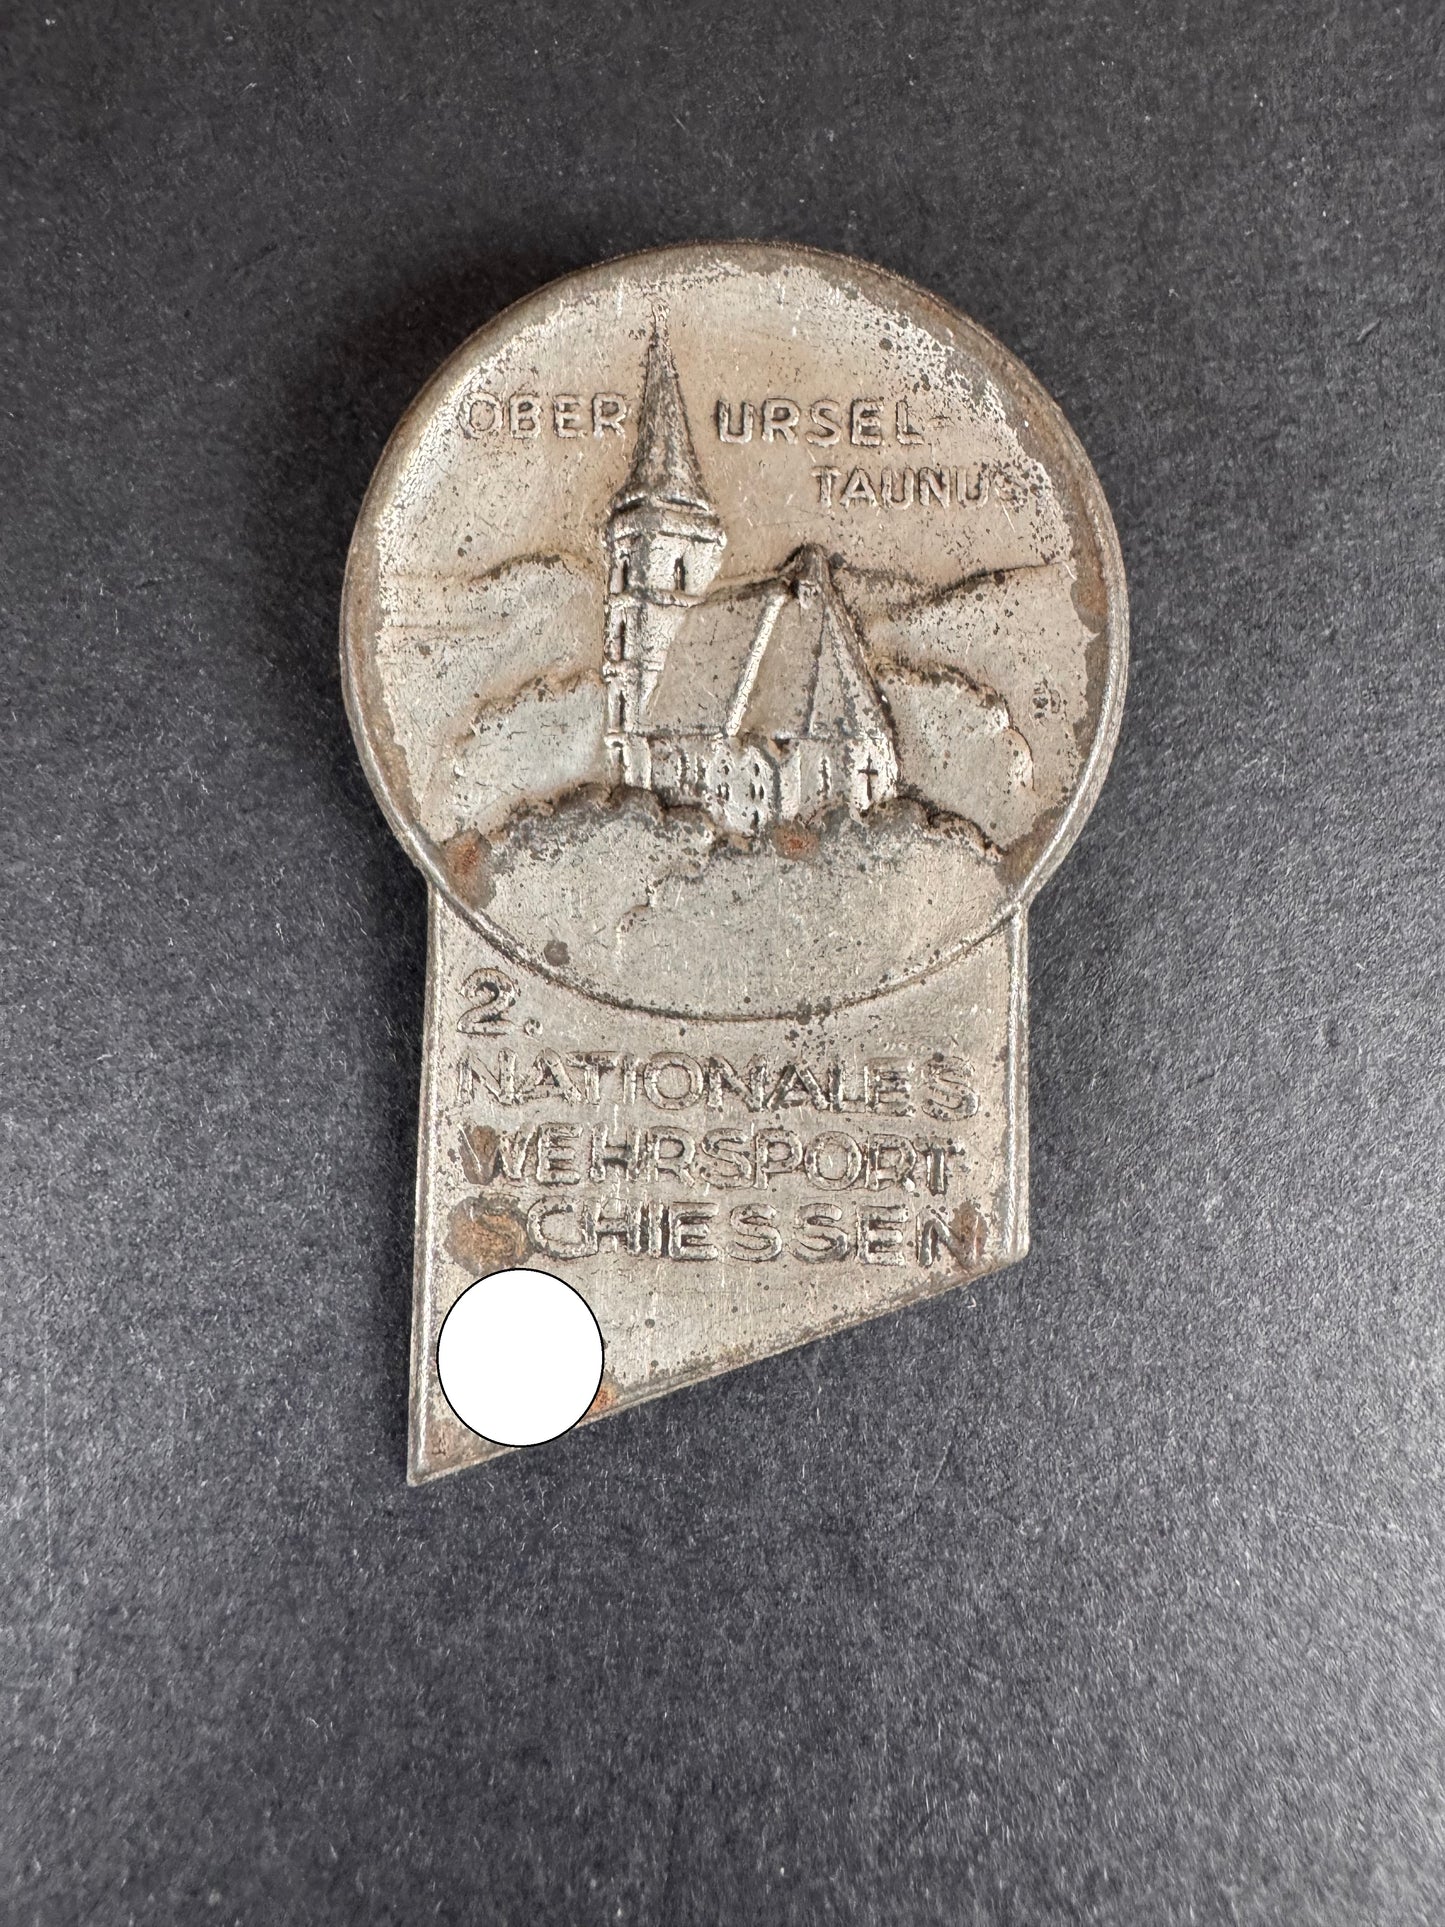 OBER URSEL-
TAUNUS
2.
NATIONALES
WEHRSPORT
SCHIESSEN